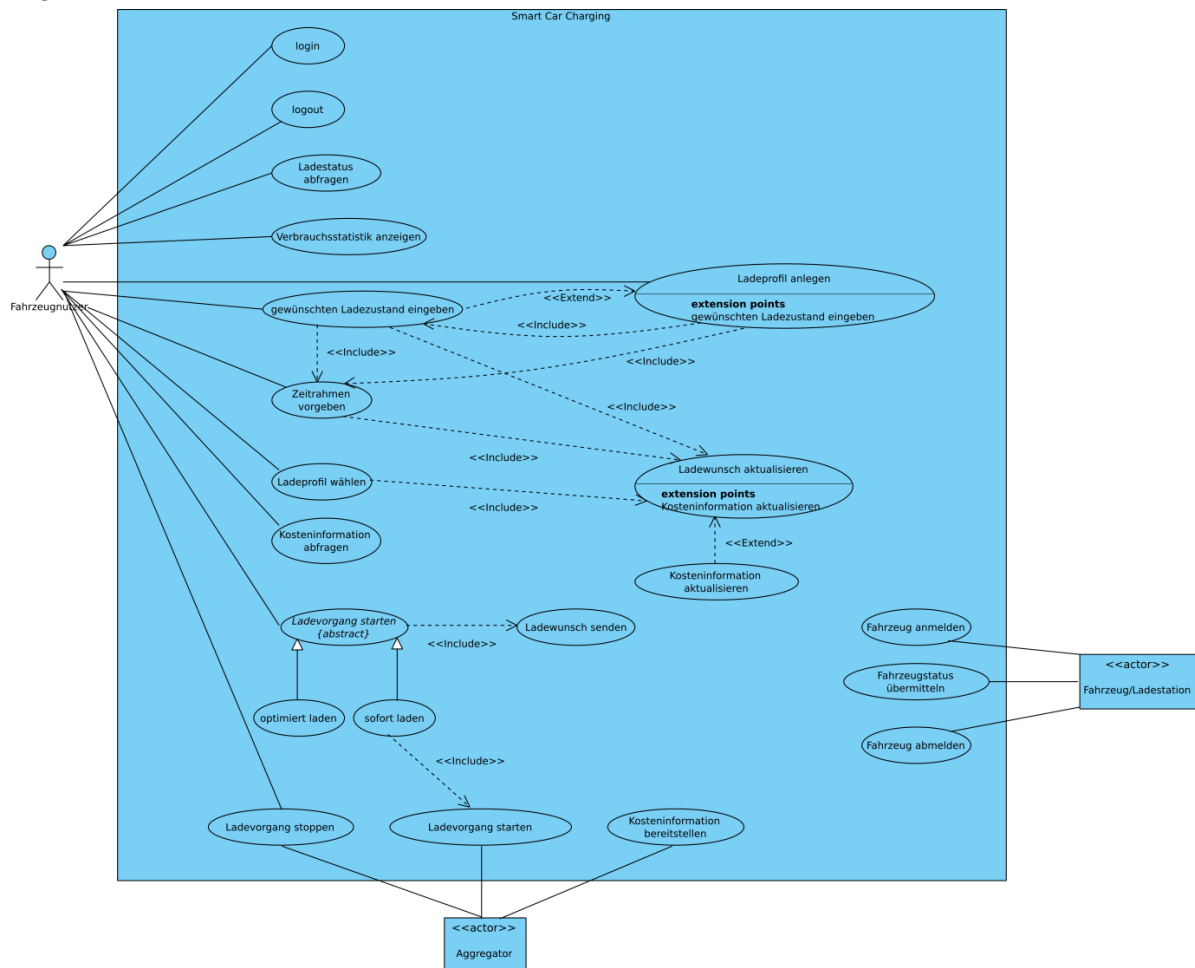 Smart Car Charging
login
logout
Ladestatus
abfragen
Verbrauchsstatistik anzeigen
Fahrzeugnutzer
Ladeprofil anlegen
extension points
gewünschten Ladezustand eingeben
<<Extend>>
gewünschten Ladezustand eingeben
<<Include>>
<<Include>>
<<Include>>
Zeitrahmen
vorgeben
<<Include>>
<<Include>>
Ladewunsch aktualisieren
extension points
Kosteninformation aktualisieren
Ladeprofil wählen
<<Include>>
Kosteninformation
abfragen
<<Extend>>
Kosteninformation
aktualisieren
Ladevorgang starten
{abstract}
<<Include>>
Ladewunsch senden
Fahrzeug anmelden
<<actor>>
Fahrzeug/Ladestation
Fahrzeugstatus
übermitteln
optimiert laden
sofort laden
Fahrzeug abmelden
<<Include>>
Ladevorgang stoppen
Ladevorgang starten
Kosteninformation
bereitstellen
<<actor>>
Aggregator